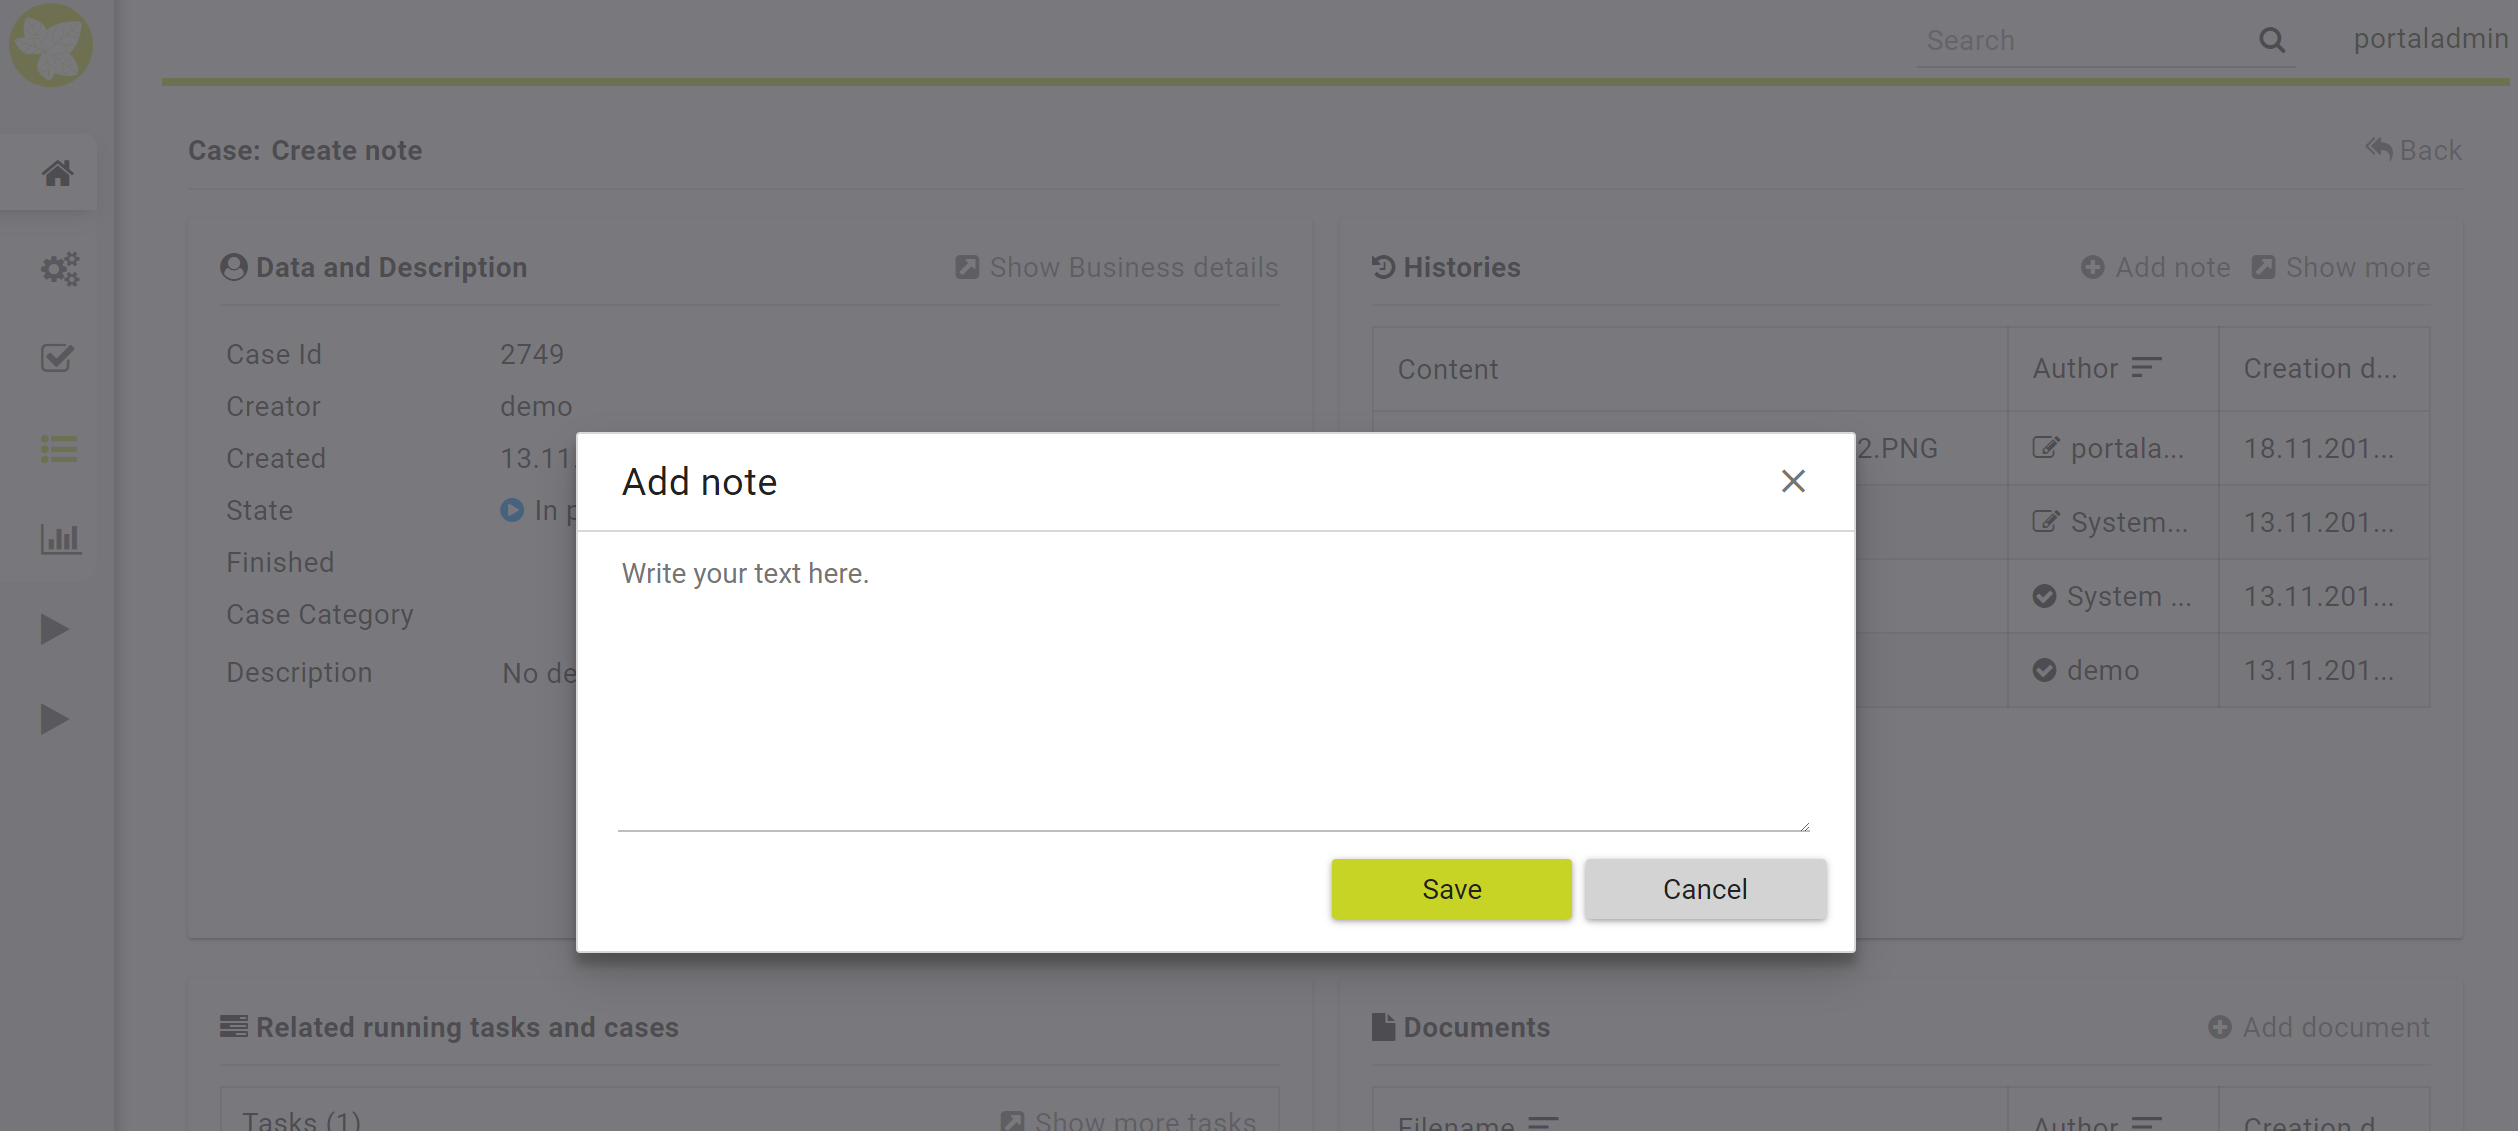 Search
portaladmin
Case: Create note
Back
Data and Description
Show Business details
Case Id 2749
Creator demo
Created 13.11.
State In p
Finished
Case Category
Description No de
Histories
Add note Show more
Content Author Creation d...
2.PNG portala... 18.11.201...
System... 13.11.201...
System ... 13.11.201...
demo 13.11.201...
Add note
Write your text here.
Save Cancel
Related running tasks and cases
Tasks (1) Show more tasks
Documents
Add document
Filename Author Creation d